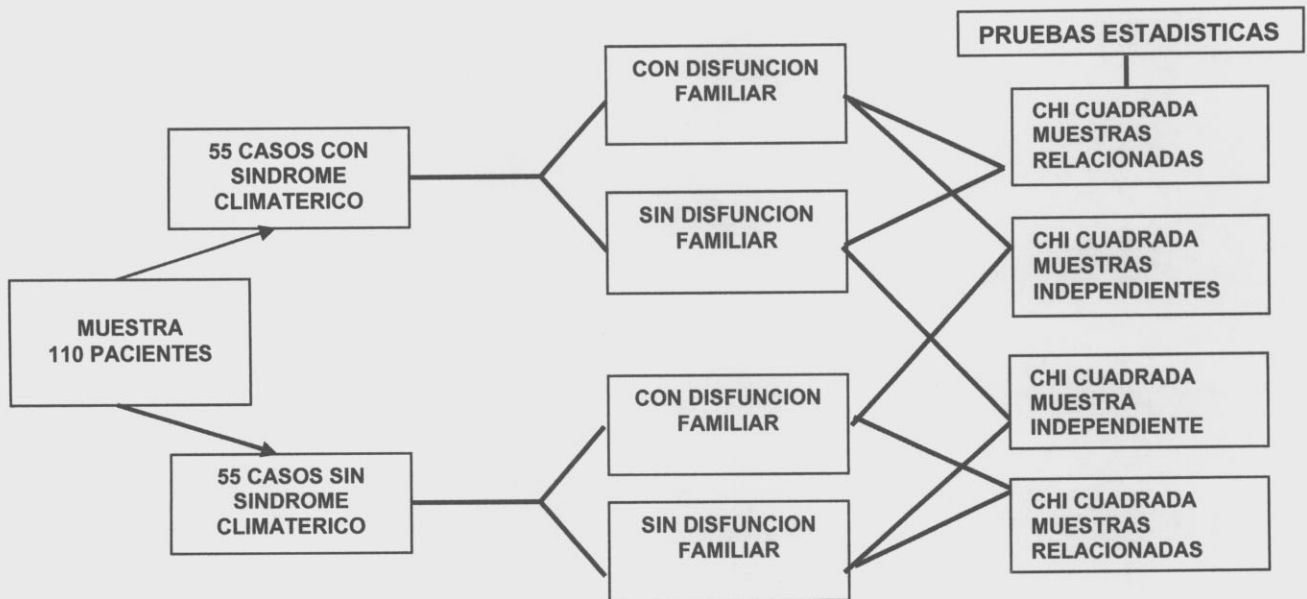 PRUEBAS ESTADISTICAS
CON DISFUNCION
FAMILIAR
CHI CUADRADA
MUESTRAS
RELACIONADAS
55 CASOS CON
SINDROME
CLIMATERICO
SIN DISFUNCION
FAMILIAR
CHI CUADRADA
MUESTRAS
INDEPENDIENTES
MUESTRA
110 PACIENTES
CON DISFUNCION
FAMILIAR
CHI CUADRADA
MUESTRA
INDEPENDIENTE
55 CASOS SIN
SINDROME
CLIMATERICO
SIN DISFUNCION
FAMILIAR
CHI CUADRADA
MUESTRAS
RELACIONADAS